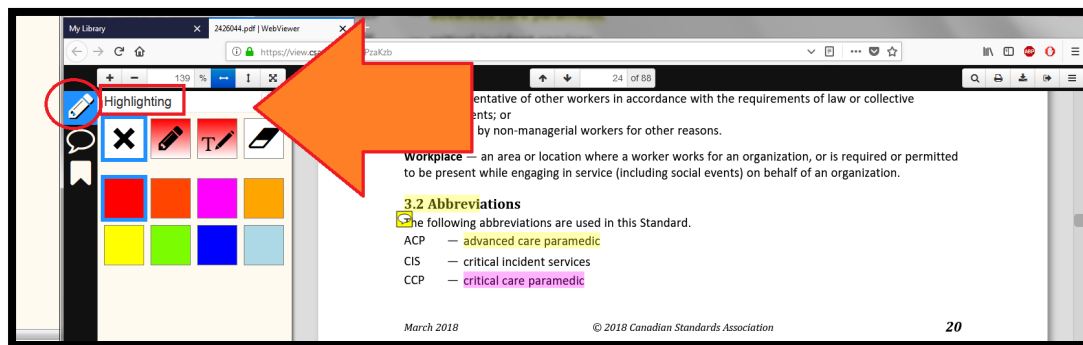 My Library
2426044.pdf | WebViewer
https://view.csa PzaKzb
139 %
24 of 88
Highlighting
entative of other workers in accordance with the requirements of law or collective
ents; or
by non-managerial workers for other reasons.
Workplace — an area or location where a worker works for an organization, or is required or permitted
to be present while engaging in service (including social events) on behalf of an organization.
3.2 Abbreviations
The following abbreviations are used in this Standard.
ACP — advanced care paramedic
CIS — critical incident services
CCP — critical care paramedic
March 2018 © 2018 Canadian Standards Association 20
T
ABP